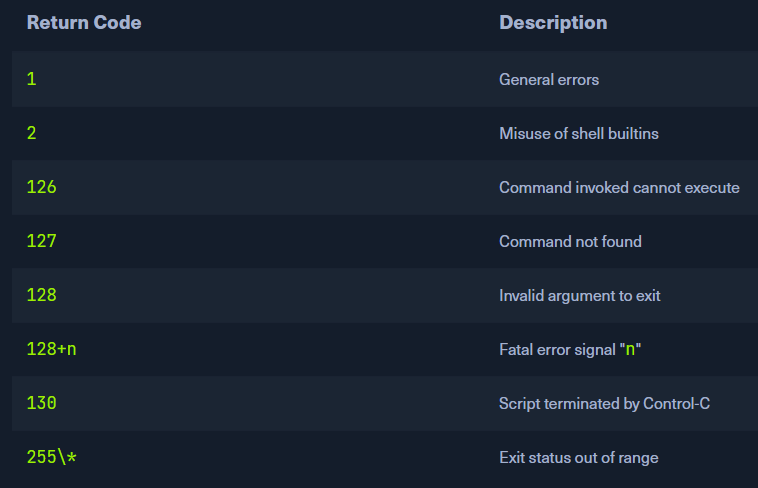 Return Code Description
1 General errors
2 Misuse of shell builtins
126 Command invoked cannot execute
127 Command not found
128 Invalid argument to exit
128+n Fatal error signal "n"
130 Script terminated by Control-C
255\* Exit status out of range